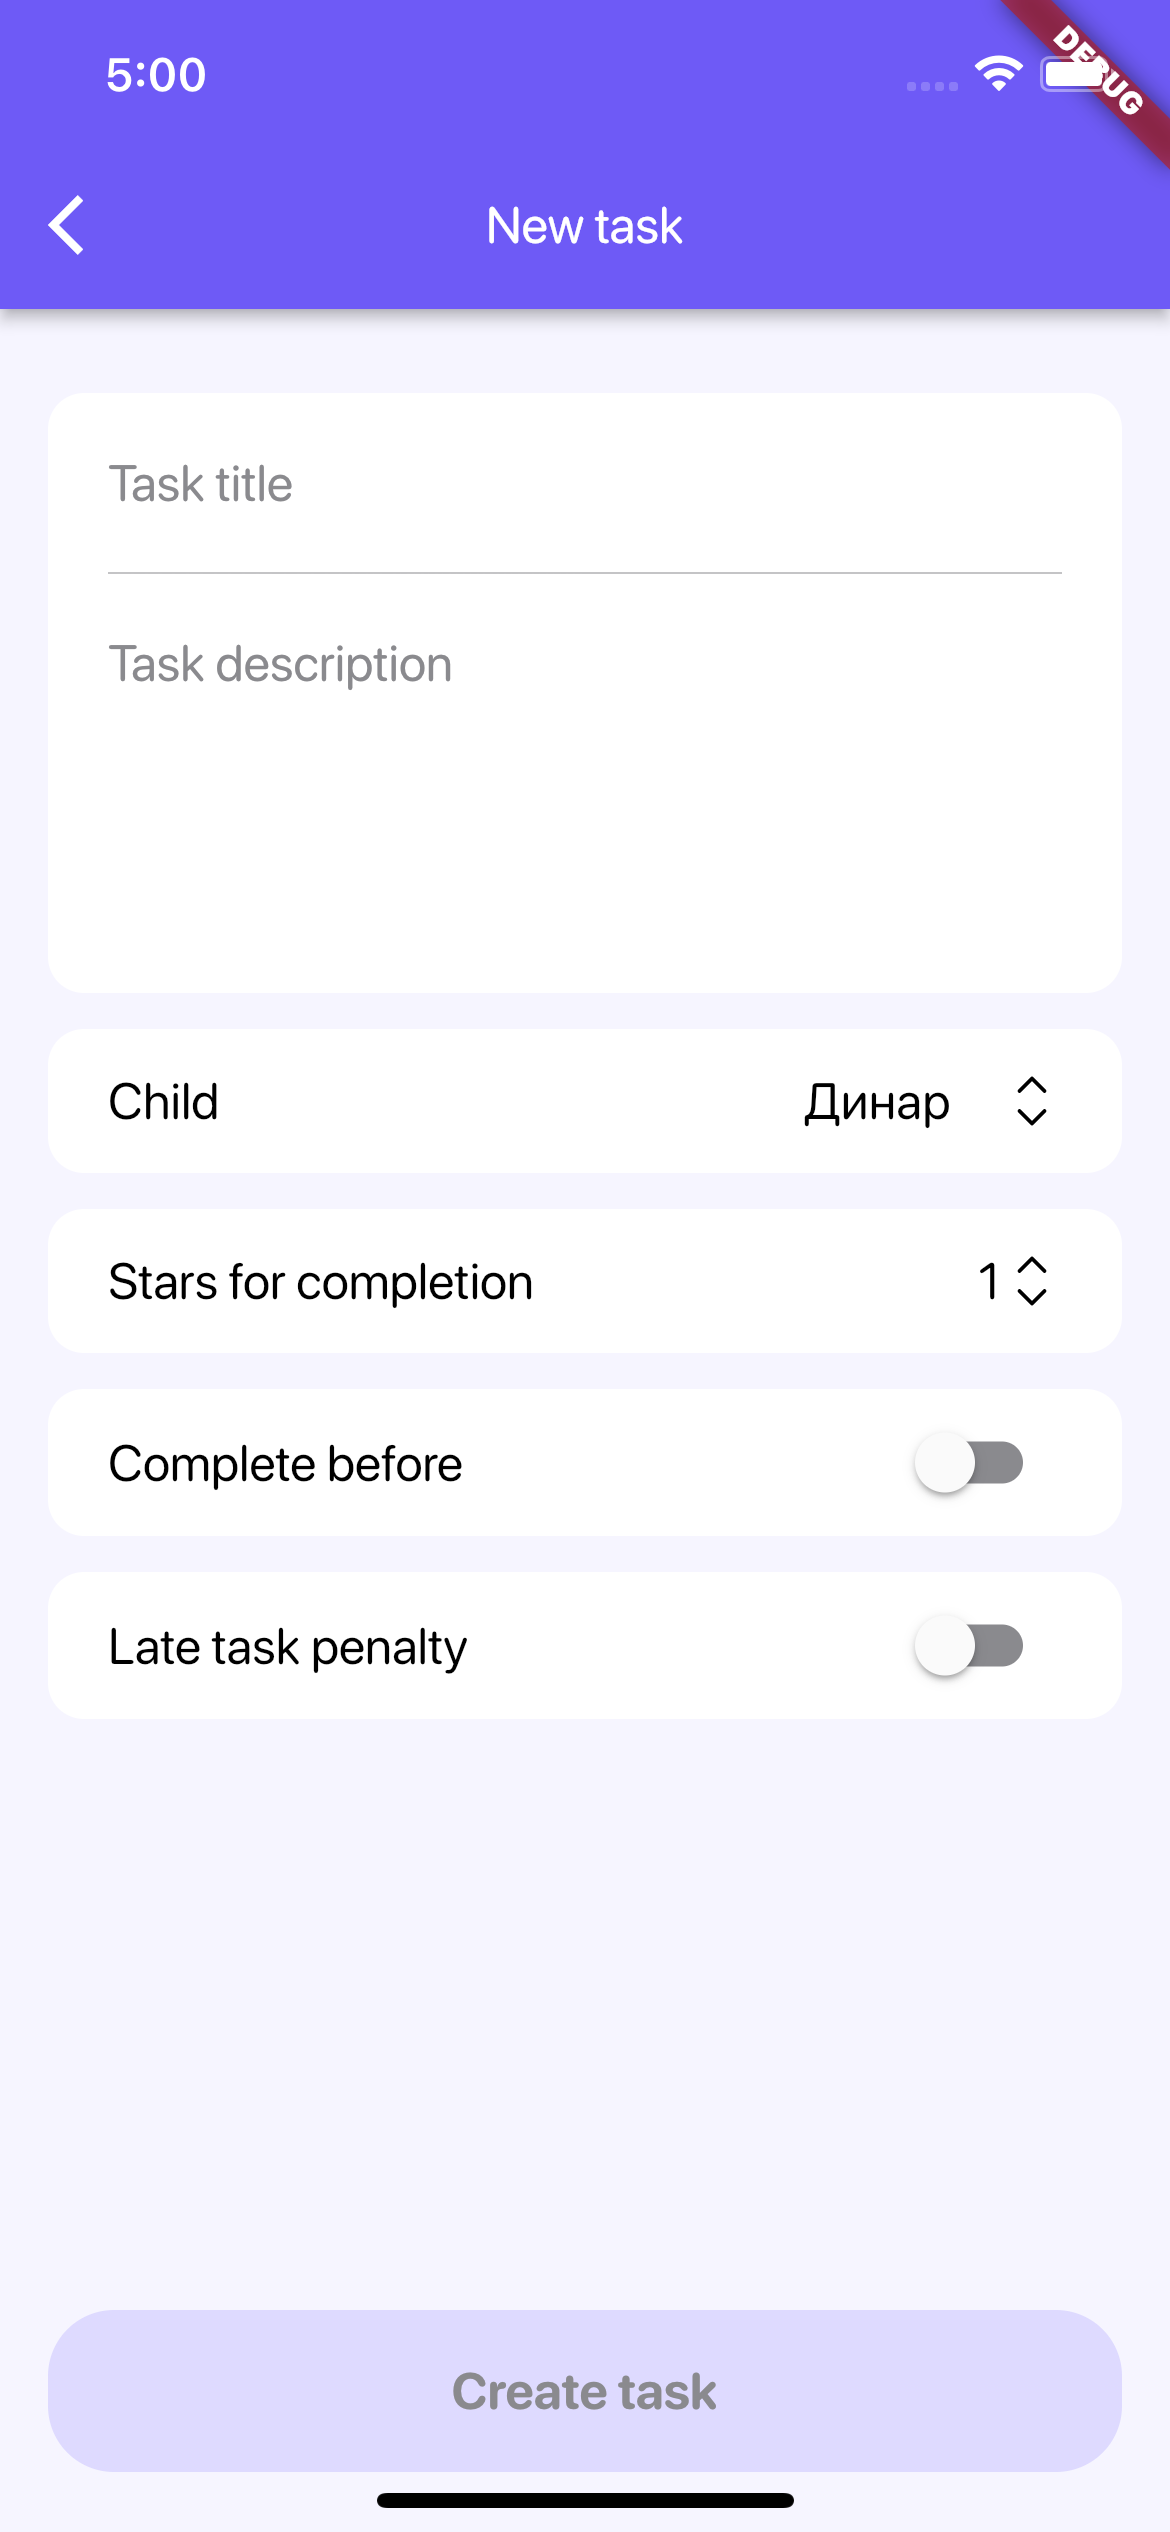 5:00
DEBUG
New task
Task title
Task description
Child
Динар
Stars for completion
1
Complete before
Late task penalty
Create task